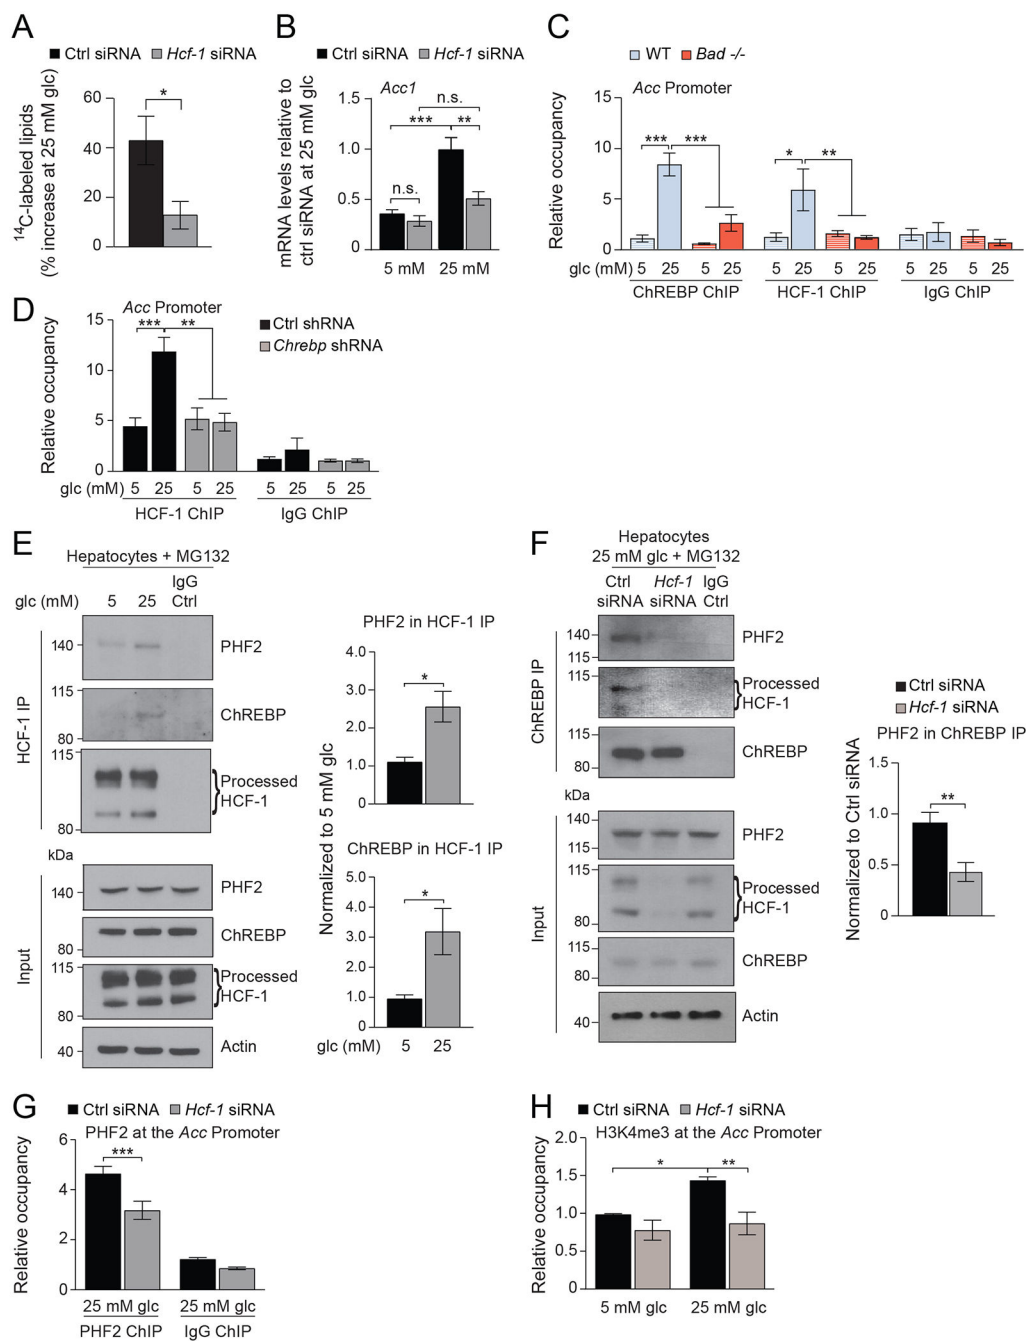 A
Ctrl siRNA Hcf-1 siRNA
14C-labeled lipids
(% increase at 25 mM glc)
60
40
20
0
*
B
Ctrl siRNA Hcf-1 siRNA
Acc1
mRNA levels relative to
ctrl siRNA at 25 mM glc
1.5
1.0
0.5
0
n.s.
*** **
n.s.
5 mM 25 mM
C
WT Bad -/-
Acc Promoter
Relative occupancy
15
10
5
0
*** ***
* **
glc (mM) 5 25 5 25 5 25 5 25 5 25 5 25
ChREBP ChIP HCF-1 ChIP IgG ChIP
D
Acc Promoter
Ctrl shRNA
Chrebp shRNA
Relative occupancy
15
10
5
0
*** **
glc (mM) 5 25 5 25 5 25 5 25
HCF-1 ChIP IgG ChIP
E
Hepatocytes + MG132
glc (mM) 5 25 IgG Ctrl
HCF-1 IP
140 PHF2
115
80
ChREBP
115
80
Processed
HCF-1
kDa
Input
140 PHF2
80
ChREBP
115
80
Processed
HCF-1
40 Actin
Normalized to 5 mM glc
PHF2 in HCF-1 IP
4.0
3.0
2.0
1.0
0
*
ChREBP in HCF-1 IP
5.0
4.0
3.0
2.0
1.0
0
*
glc (mM) 5 25
F
Hepatocytes
25 mM glc + MG132
Ctrl siRNA Hcf-1 siRNA IgG Ctrl
ChREBP IP
140
115
PHF2
115
Processed
HCF-1
115
80
ChREBP
kDa
Input
140
115
PHF2
80
Processed
HCF-1
115
80
ChREBP
40 Actin
Ctrl siRNA
Hcf-1 siRNA
PHF2 in ChREBP IP
Normalized to Ctrl siRNA
1.5
1.0
0.5
0
**
G
Ctrl siRNA Hcf-1 siRNA
PHF2 at the Acc Promoter
Relative occupancy
6
4
2
0
***
25 mM glc 25 mM glc
PHF2 ChIP IgG ChIP
H
Ctrl siRNA Hcf-1 siRNA
H3K4me3 at the Acc Promoter
Relative occupancy
2.0
1.5
1.0
0.5
0
* **
5 mM glc 25 mM glc